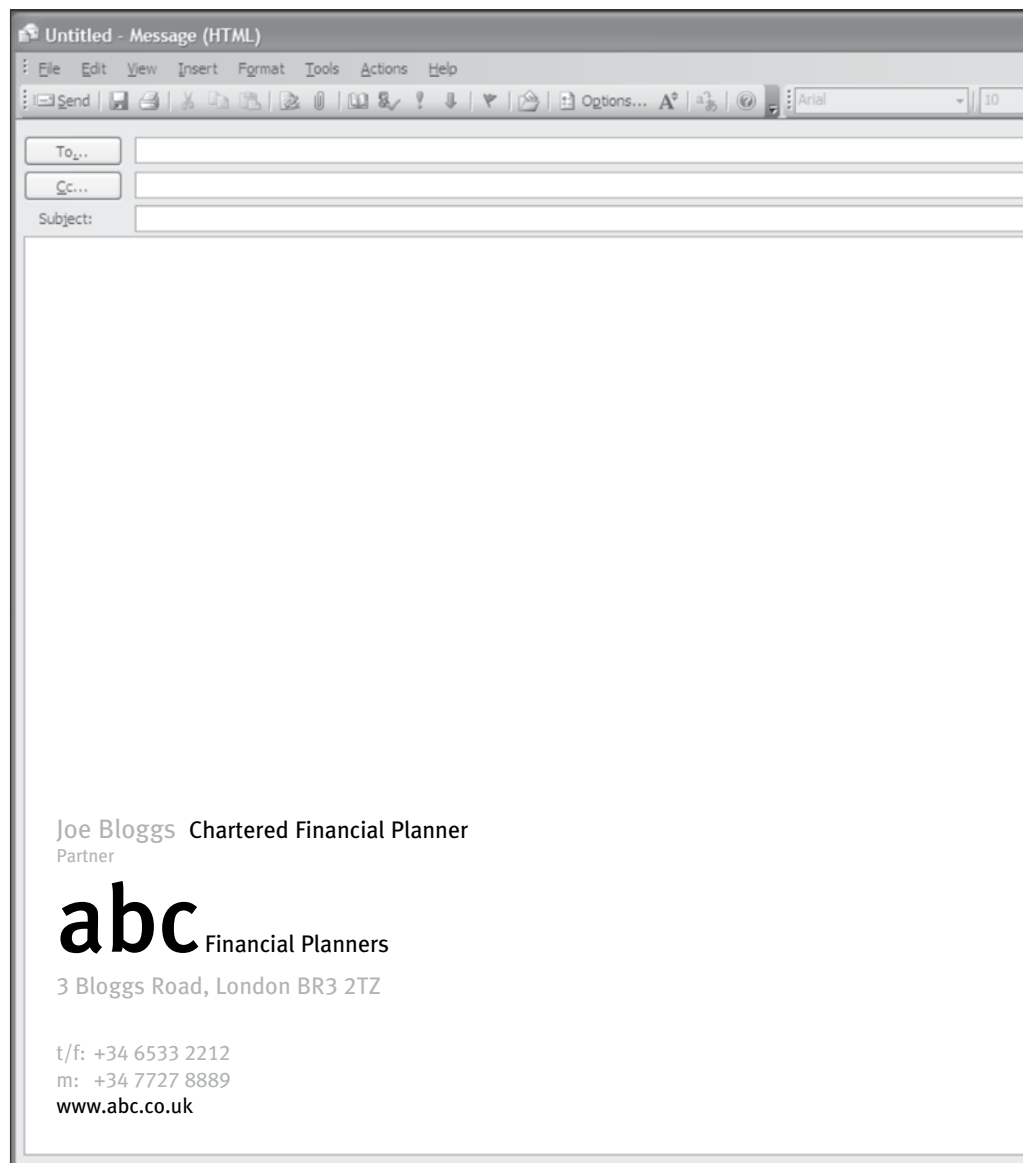 Untitled - Message (HTML)
File Edit View Insert Format Tools Actions Help
Send Options... Arial 10
To...
Cc...
Subject:
Joe Bloggs Chartered Financial Planner
Partner
abc Financial Planners
3 Bloggs Road, London BR3 2TZ
t/f: +34 6533 2212
m: +34 7727 8889
www.abc.co.uk